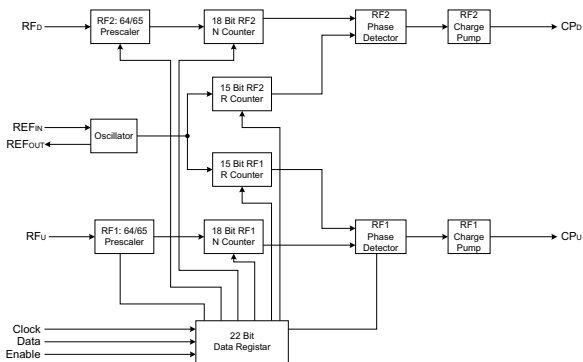 RFD
RF2: 64/65
Prescaler
18 Bit RF2
N Counter
RF2
Phase
Detector
RF2
Charge
Pump
CPD
15 Bit RF2
R Counter
REFIN
REFOUT
Oscillator
15 Bit RF1
R Counter
RFU
RF1: 64/65
Prescaler
18 Bit RF1
N Counter
RF1
Phase
Detector
RF1
Charge
Pump
CPU
Clock
Data
Enable
22 Bit
Data Registar